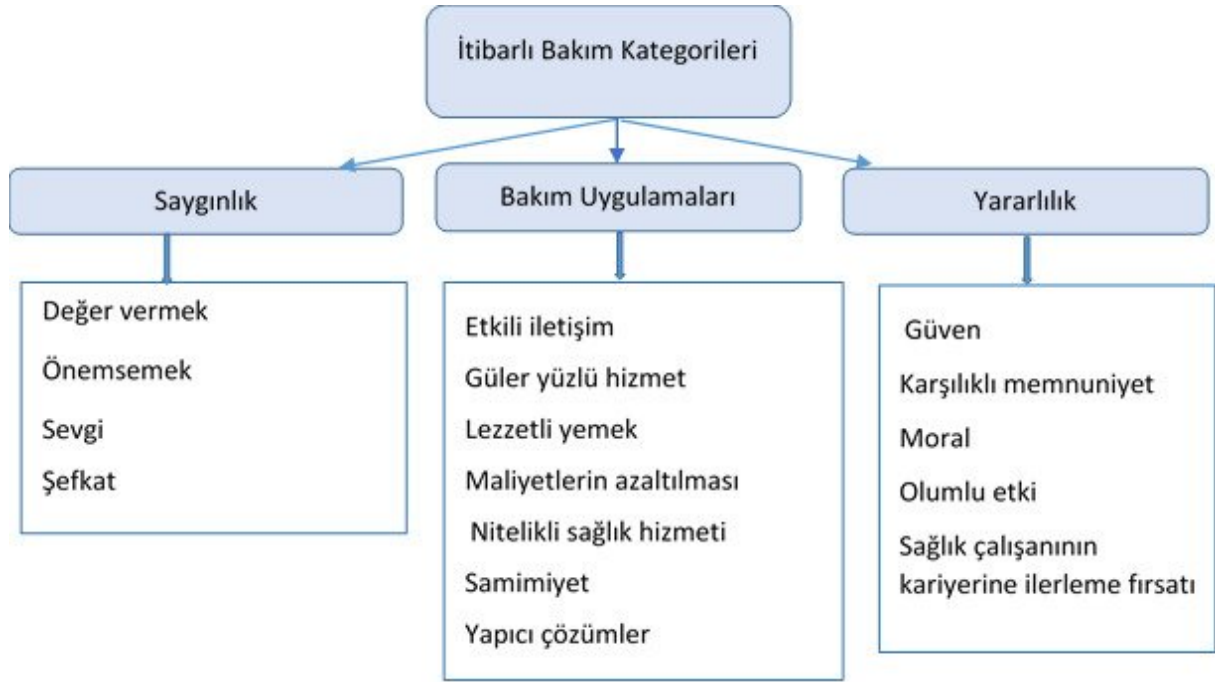 İtibarlı Bakım Kategorileri
Saygınlık
Bakım Uygulamaları
Yararlılık
Değer vermek
Önemsemek
Sevgi
Şefkat
Etkili iletişim
Güler yüzlü hizmet
Lezzetli yemek
Maliyetlerin azaltılması
Nitelikli sağlık hizmeti
Samimiyet
Yapıcı çözümler
Güven
Karşılıklı memnuniyet
Moral
Olumlu etki
Sağlık çalışanının
kariyerine ilerleme fırsatı